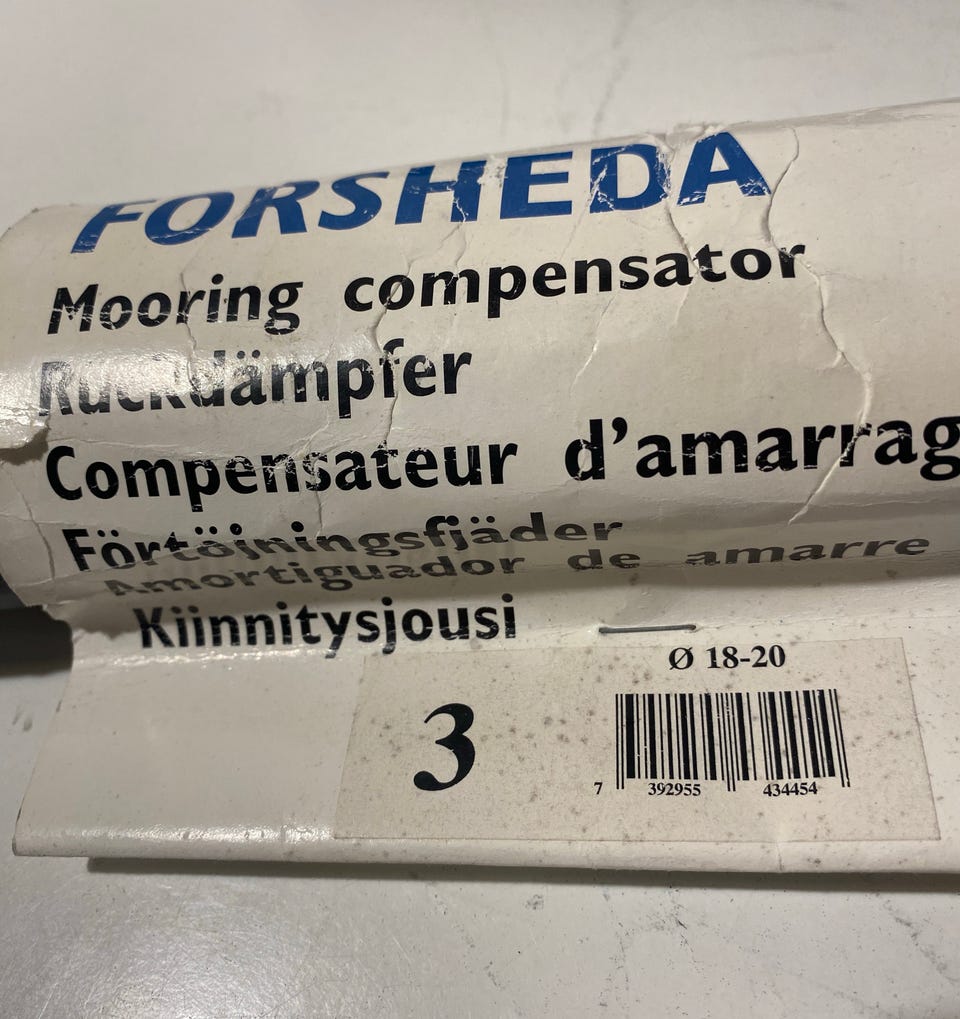 FORSHEDA
Mooring compensator
Ruckdämpfer
Compensateur d'amarrag
Förtöjningsfjäder
Amortiguador de amarre
Kiinnitysjousi
Ø 18-20
3
7 392955 434454